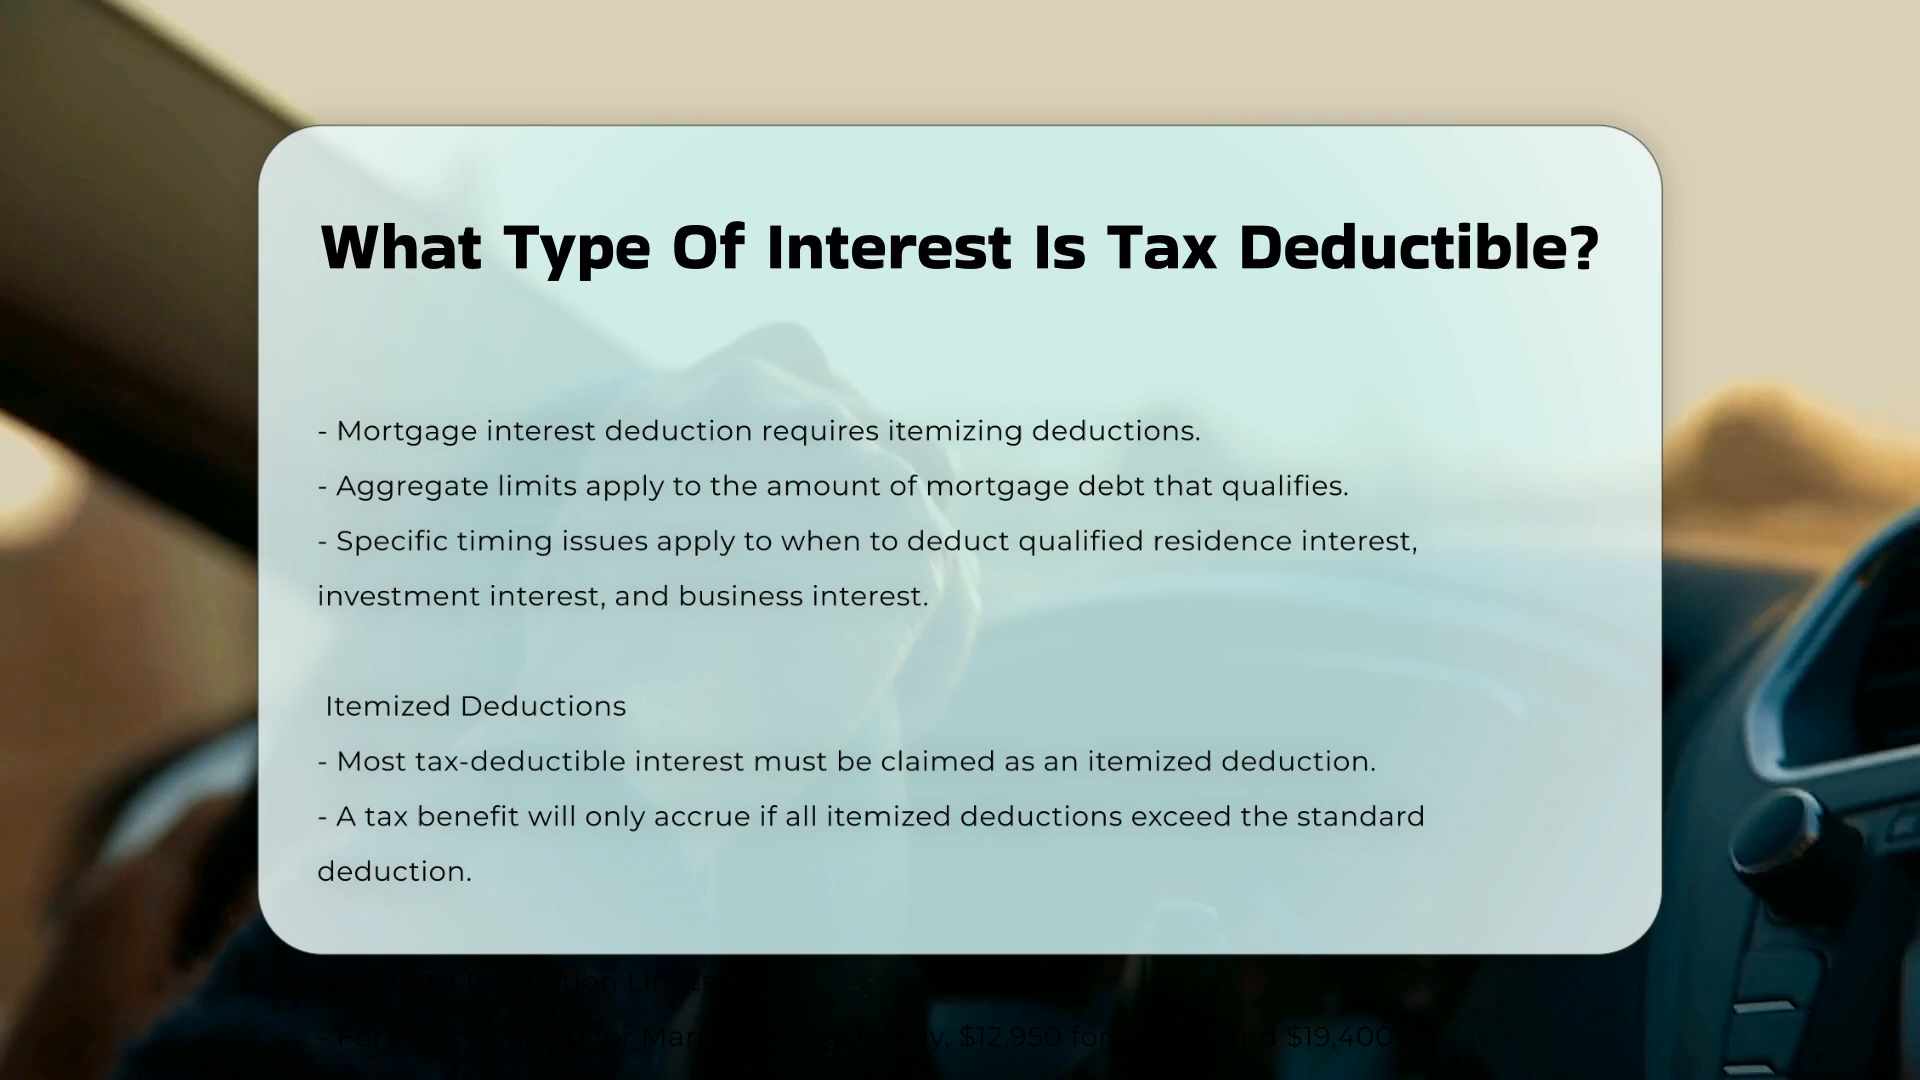 What Type Of Interest Is Tax Deductible?
- Mortgage interest deduction requires itemizing deductions.
- Aggregate limits apply to the amount of mortgage debt that qualifies.
- Specific timing issues apply to when to deduct qualified residence interest,
investment interest, and business interest.
Itemized Deductions
- Most tax-deductible interest must be claimed as an itemized deduction.
- A tax benefit will only accrue if all itemized deductions exceed the standard
deduction.
Deduction Limits
- For $12,950 for $19,400